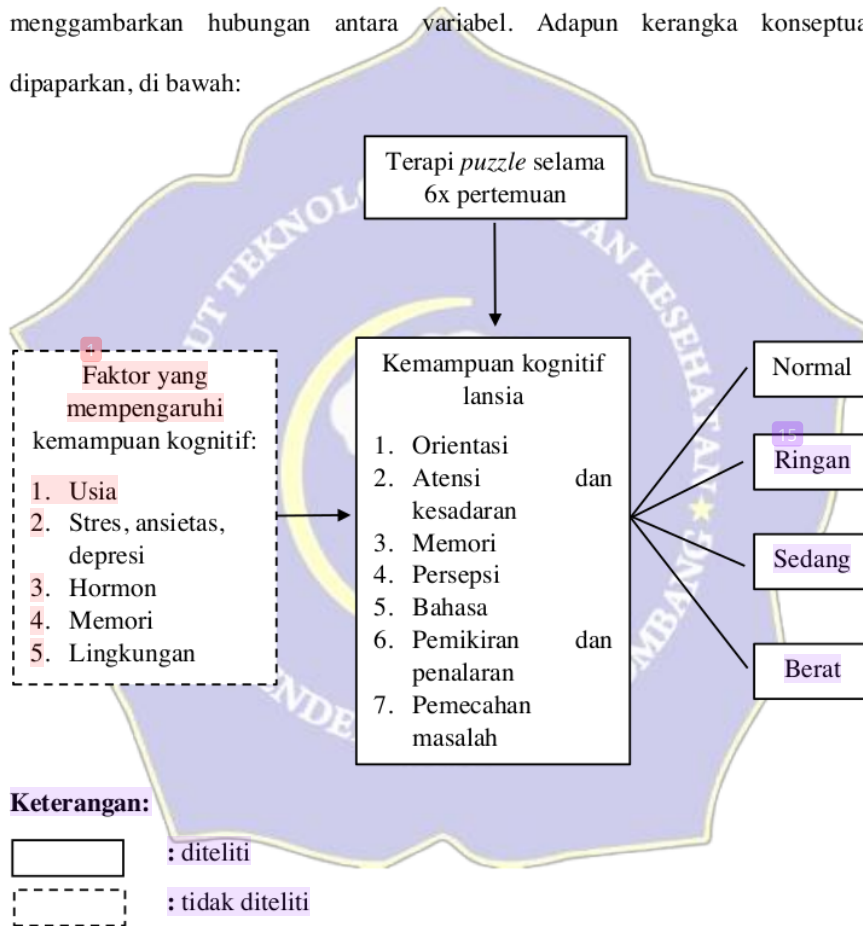 menggambarkan hubungan antara variabel. Adapun kerangka konseptua
dipaparkan, di bawah:
Terapi puzzle selama
6x pertemuan
4
Faktor yang
mempengaruhi
kemampuan kognitif:
1. Usia
2. Stres, ansietas,
depresi
3. Hormon
4. Memori
5. Lingkungan
Kemampuan kognitif
lansia
1. Orientasi
2. Atensi dan
kesadaran
3. Memori
4. Persepsi
5. Bahasa
6. Pemikiran dan
penalaran
7. Pemecahan
masalah
Normal
15
Ringan
Sedang
Berat
Keterangan:
: diteliti
: tidak diteliti